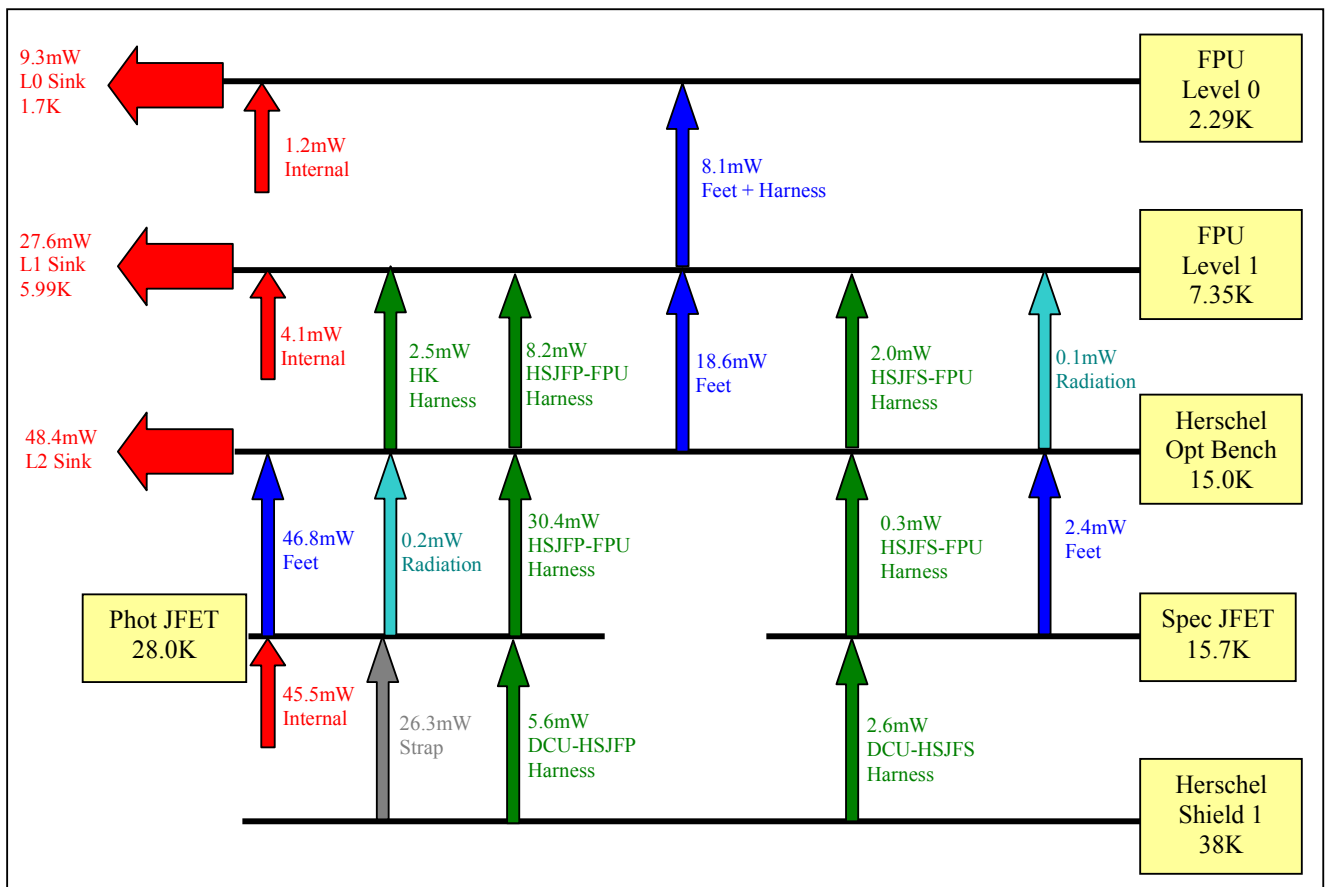 9.3mW
L0 Sink
1.7K
1.2mW
Internal
8.1mW
Feet + Harness
FPU
Level 0
2.29K
27.6mW
L1 Sink
5.99K
4.1mW
Internal
2.5mW
HK
Harness
8.2mW
HSJFP-FPU
Harness
18.6mW
Feet
2.0mW
HSJFS-FPU
Harness
0.1mW
Radiation
FPU
Level 1
7.35K
48.4mW
L2 Sink
46.8mW
Feet
0.2mW
Radiation
30.4mW
HSJFP-FPU
Harness
0.3mW
HSJFS-FPU
Harness
2.4mW
Feet
Herschel
Opt Bench
15.0K
Phot JFET
28.0K
Spec JFET
15.7K
45.5mW
Internal
26.3mW
Strap
5.6mW
DCU-HSJFP
Harness
2.6mW
DCU-HSJFS
Harness
Herschel
Shield 1
38K